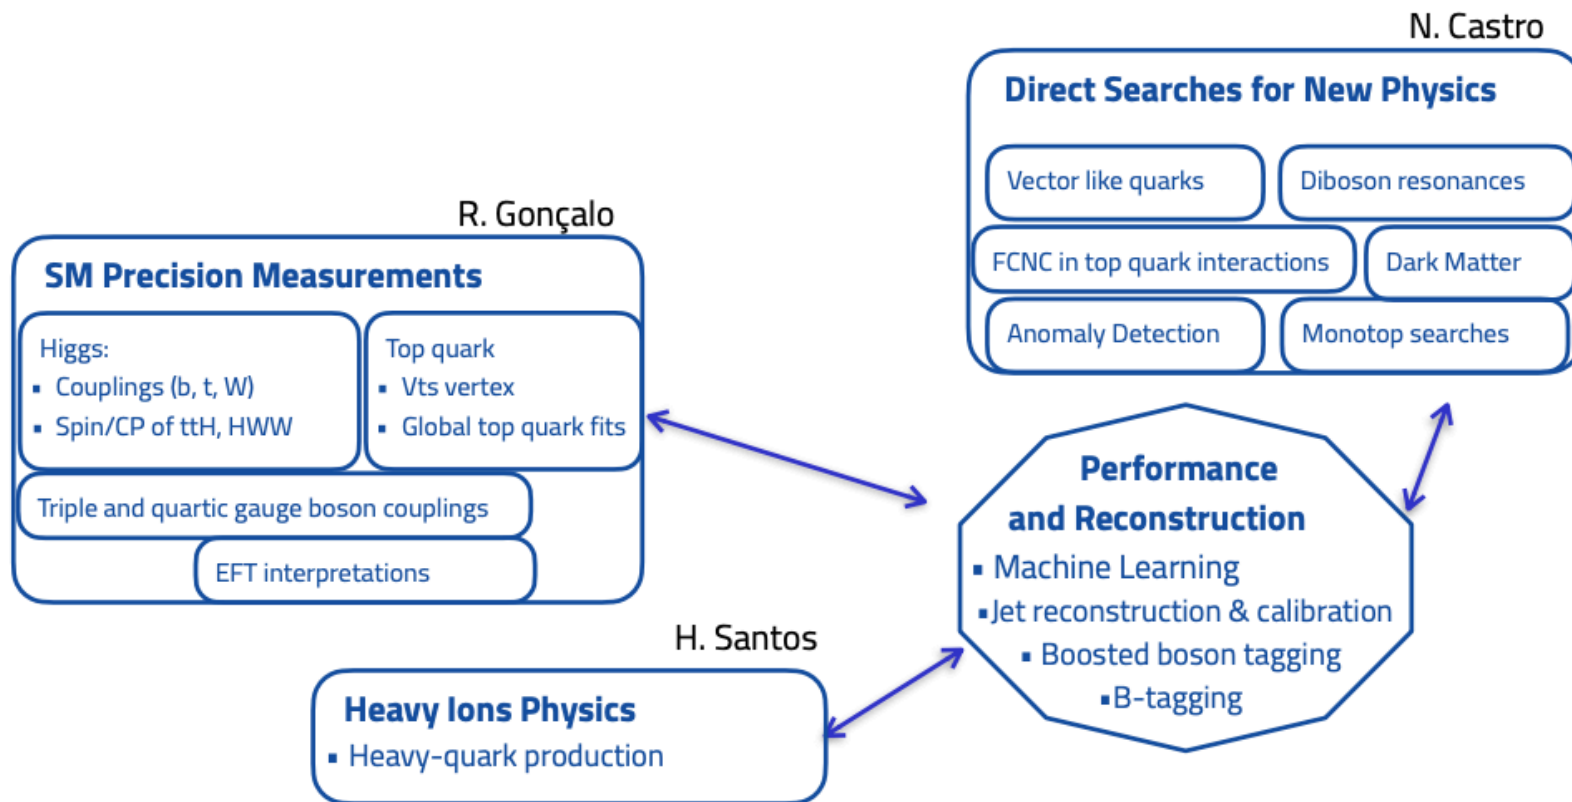 N. Castro
Direct Searches for New Physics
Vector like quarks
Diboson resonances
FCNC in top quark interactions
Dark Matter
Anomaly Detection
Monotop searches
R. Gonçalo
SM Precision Measurements
Higgs:
▪ Couplings (b, t, W)
▪ Spin/CP of ttH, HWW
Top quark
▪ Vts vertex
▪ Global top quark fits
Triple and quartic gauge boson couplings
EFT interpretations
Performance
and Reconstruction
▪ Machine Learning
▪Jet reconstruction & calibration
▪ Boosted boson tagging
▪B-tagging
H. Santos
Heavy Ions Physics
▪ Heavy-quark production